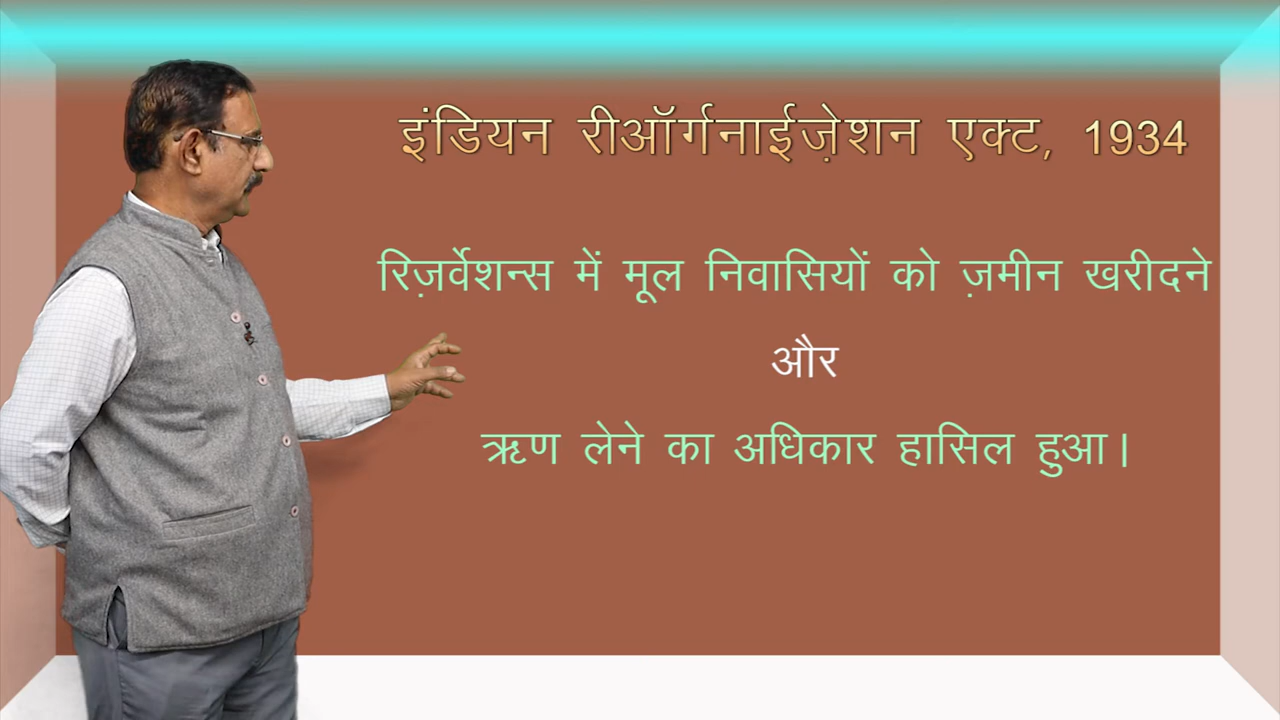 इंडियन रीऑर्गनाईज़ेशन एक्ट, 1934
रिज़र्वेशन्स में मूल निवासियों को ज़मीन खरीदने
और
ऋण लेने का अधिकार हासिल हुआ।